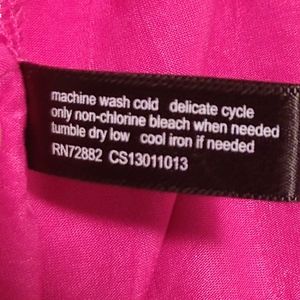 machine wash cold delicate cycle
only non-chlorine bleach when needed
tumble dry low cool iron if needed
RN72882 CS13011013